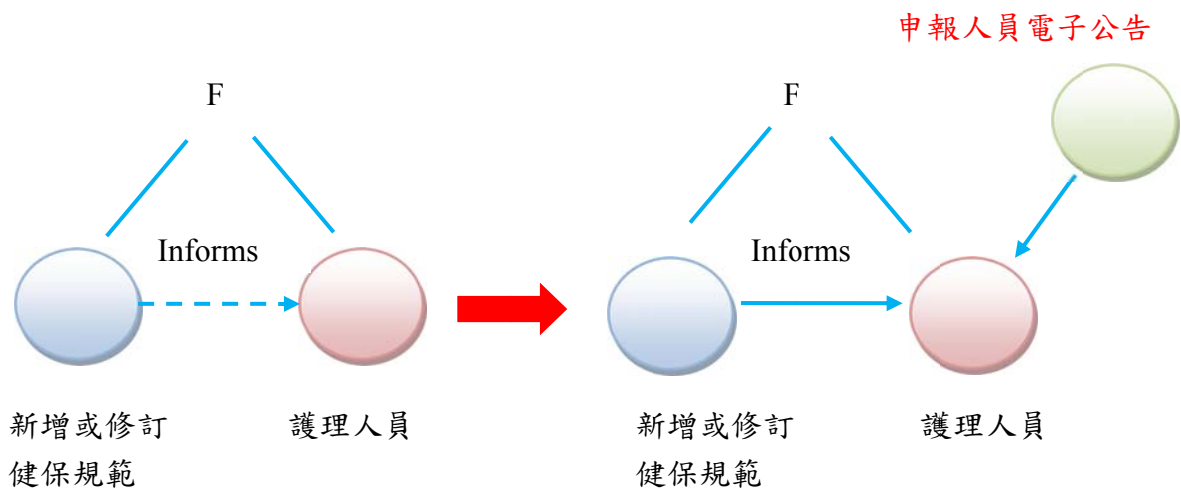 申報人員電子公告
F
F
Informs
Informs
新增或修訂
健保規範
護理人員
新增或修訂
健保規範
護理人員